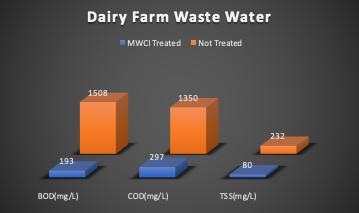 Dairy Farm Waste Water
MWCI Treated Not Treated
1508 1350 232
193 297 80
BOD(mg/L) COD(mg/L) TSS(mg/L)